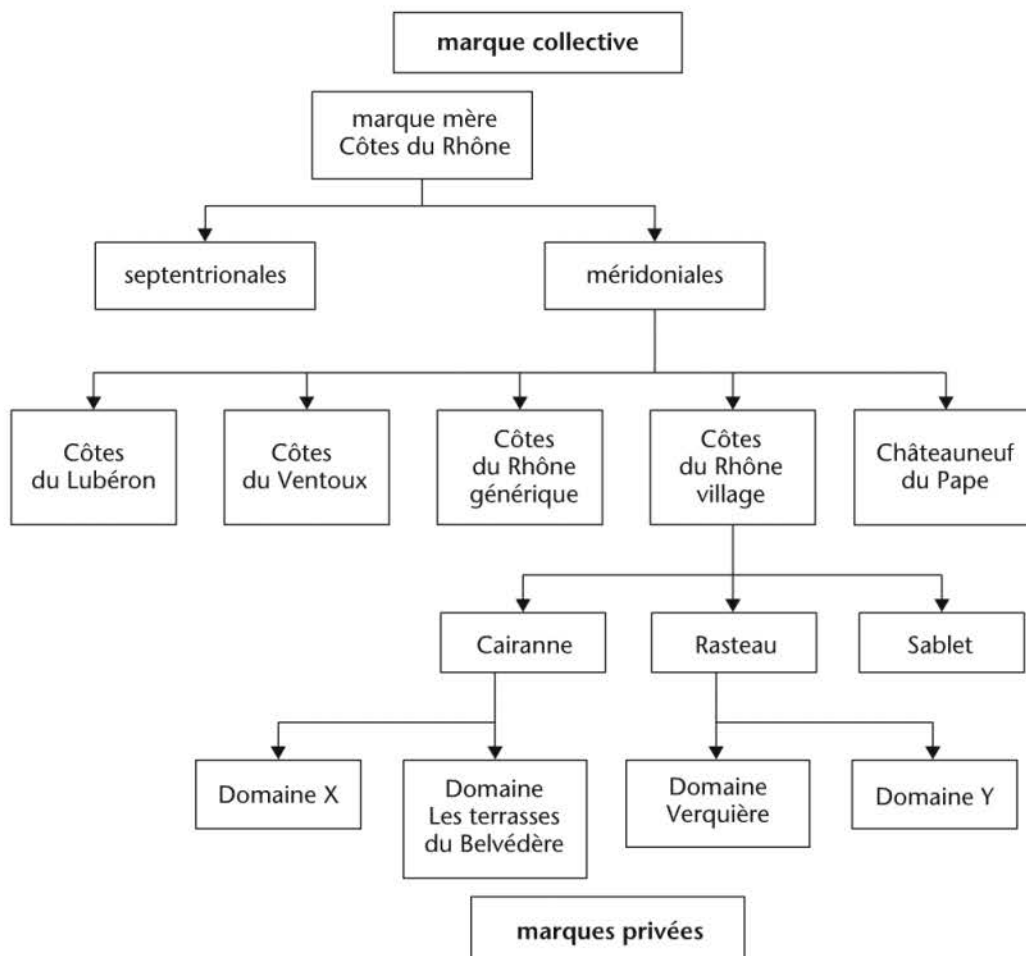 marque collective
marque mère
Côtes du Rhône
septentrionales
méridoniales
Côtes
du Lubéron
Côtes
du Ventoux
Côtes
du Rhône
générique
Côtes
du Rhône
village
Châteauneuf
du Pape
Cairanne
Rasteau
Sablet
Domaine X
Domaine
Les terrasses
du Belvédère
Domaine
Verquière
Domaine Y
marques privées